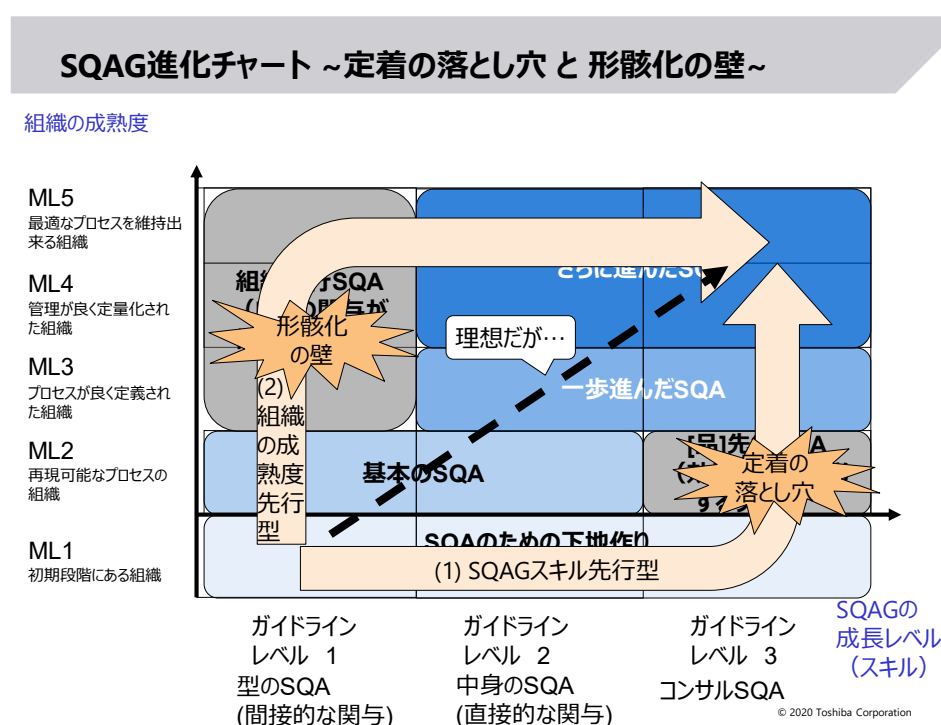 SQAG進化チャート ~定着の落とし穴 と 形骸化の壁~
組織の成熟度
ML5
最適なプロセスを維持出
来る組織
ML4
管理が良く定量化され
た組織
ML3
プロセスが良く定義され
た組織
ML2
再現可能なプロセスの
組織
ML1
初期段階にある組織
SQA
形骸化
の壁
(2)
組織
の成
熟度
先行
型
さらに進んだSQ
理想だが…
一歩進んだSQA
基本のSQA
定着の
落とし穴
SQAのための下地作り
(1) SQAGスキル先行型
ガイドライン
レベル 1
型のSQA
(間接的な関与)
ガイドライン
レベル 2
中身のSQA
(直接的な関与)
ガイドライン
レベル 3
コンサルSQA
SQAGの
成長レベル
(スキル)
© 2020 Toshiba Corporation